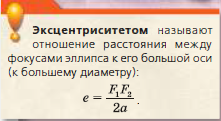 !
Эксцентриситетом называют
отношение расстояния между
фокусами эллипса к его большой оси
(к большему диаметру):
e = F₁F₂ / 2a .